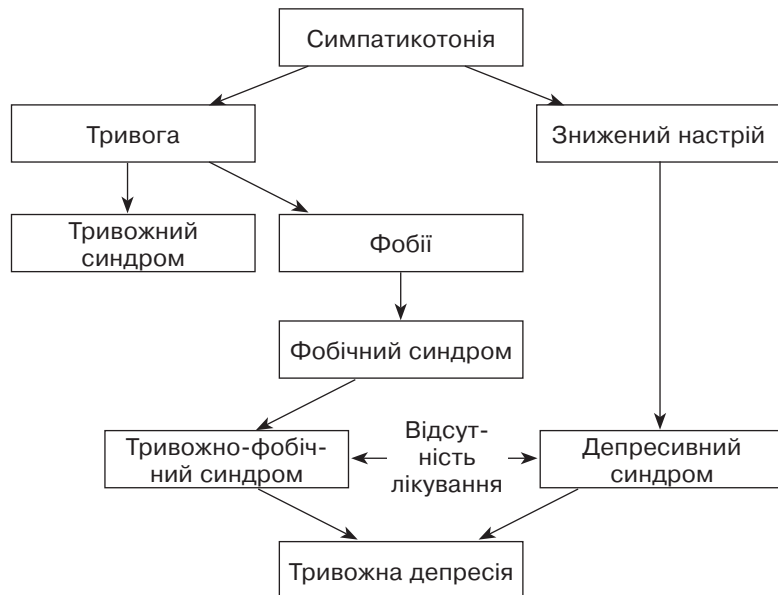 Симпатикотонія
Тривога
Знижений настрій
Тривожний
синдром
Фобії
Фобічний синдром
Тривожно-фобіч-
ний синдром
Відсут-
ність
лікування
Депресивний
синдром
Тривожна депресія